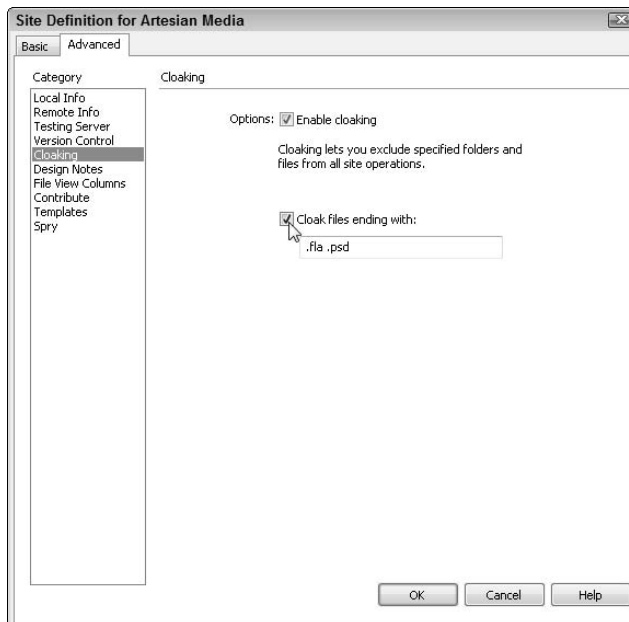 Site Definition for Artesian Media
Basic
Advanced
Category
Cloaking
Local Info
Remote Info
Testing Server
Version Control
Cloaking
Design Notes
File View Columns
Contribute
Templates
Spry
Options:
Enable cloaking
Cloaking lets you exclude specified folders and
files from all site operations.
Cloak files ending with:
.fla .psd
OK
Cancel
Help